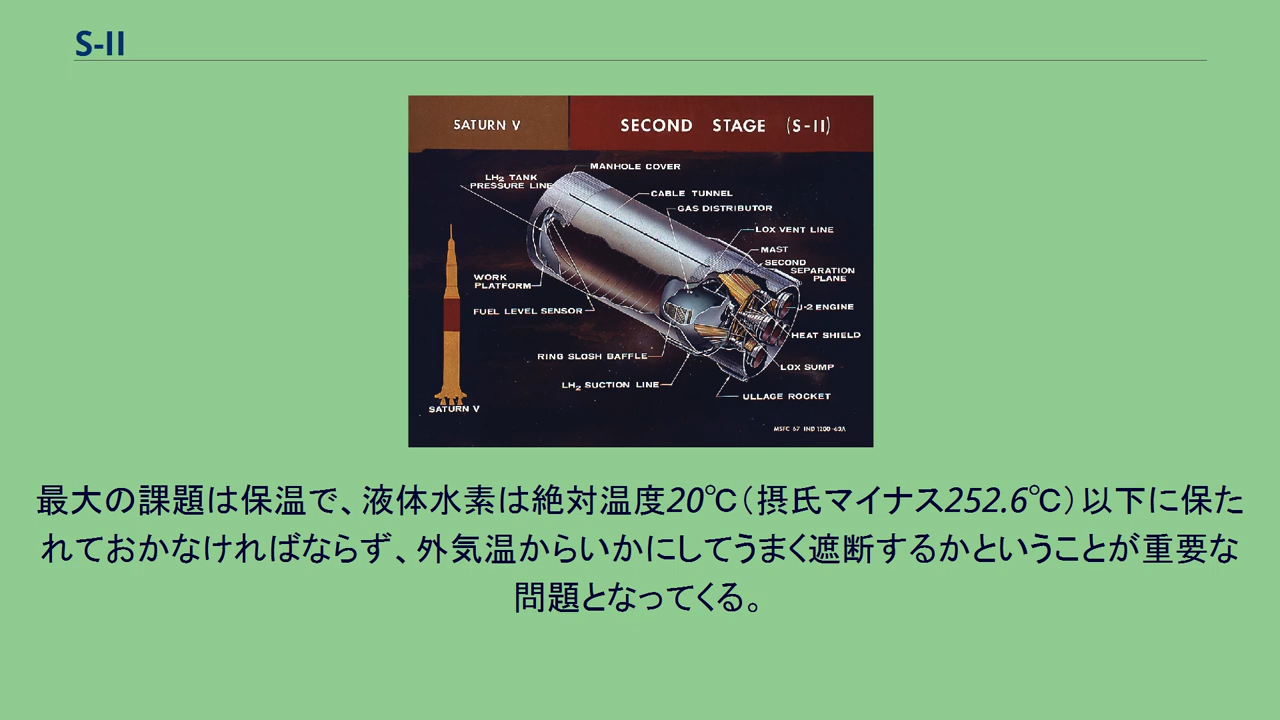 S-II
SATURN V
SECOND STAGE (S-II)
MANHOLE COVER
LH2 TANK
PRESSURE LINE
CABLE TUNNEL
GAS DISTRIBUTOR
LOX VENT LINE
MAST
SECOND
SEPARATION
PLANE
WORK
PLATFORM
J-2 ENGINE
FUEL LEVEL SENSOR
HEAT SHIELD
RING SLOSH BAFFLE
LOX SUMP
LH2 SUCTION LINE
ULLAGE ROCKET
SATURN V
MSFC 67 IND 1200-62A
最大の課題は保温で、液体水素は絶対温度20℃(摂氏マイナス252.6℃)以下に保た
れておかなければならず、外気温からいかにしてうまく遮断するかということが重要な
問題となってくる。